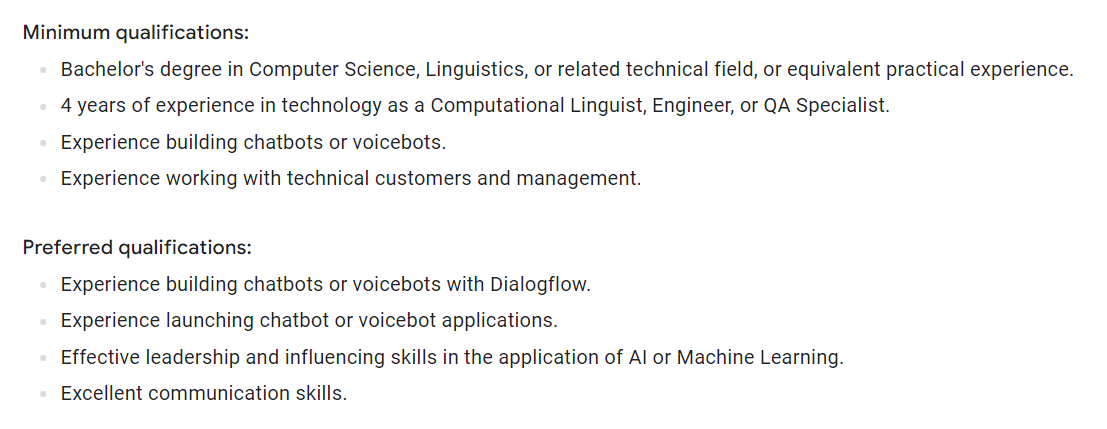 Minimum qualifications:
Bachelor's degree in Computer Science, Linguistics, or related technical field, or equivalent practical experience.
4 years of experience in technology as a Computational Linguist, Engineer, or QA Specialist.
Experience building chatbots or voicebots.
Experience working with technical customers and management.
Preferred qualifications:
Experience building chatbots or voicebots with Dialogflow.
Experience launching chatbot or voicebot applications.
Effective leadership and influencing skills in the application of AI or Machine Learning.
Excellent communication skills.